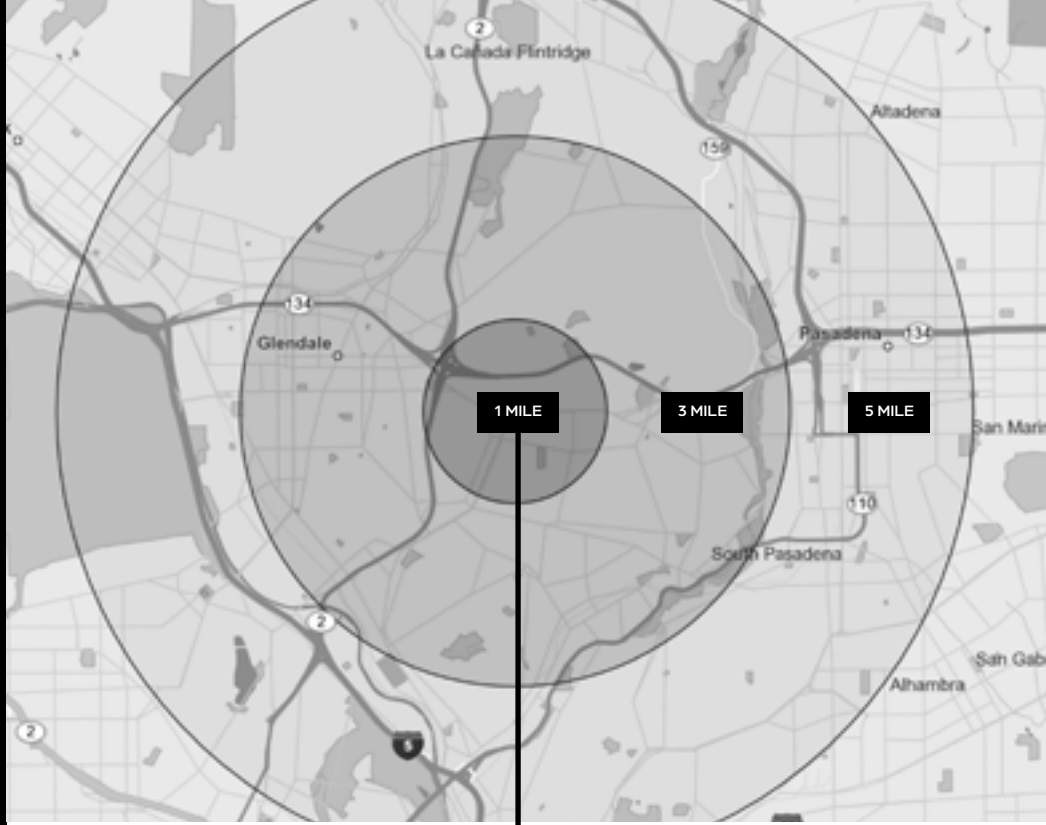 2
La Cañada Flintridge
Altadena
159
134
Glendale
Pasadena
134
1 MILE
3 MILE
5 MILE
San Marin
110
South Pasadena
2
San Gab
Alhambra
2
5